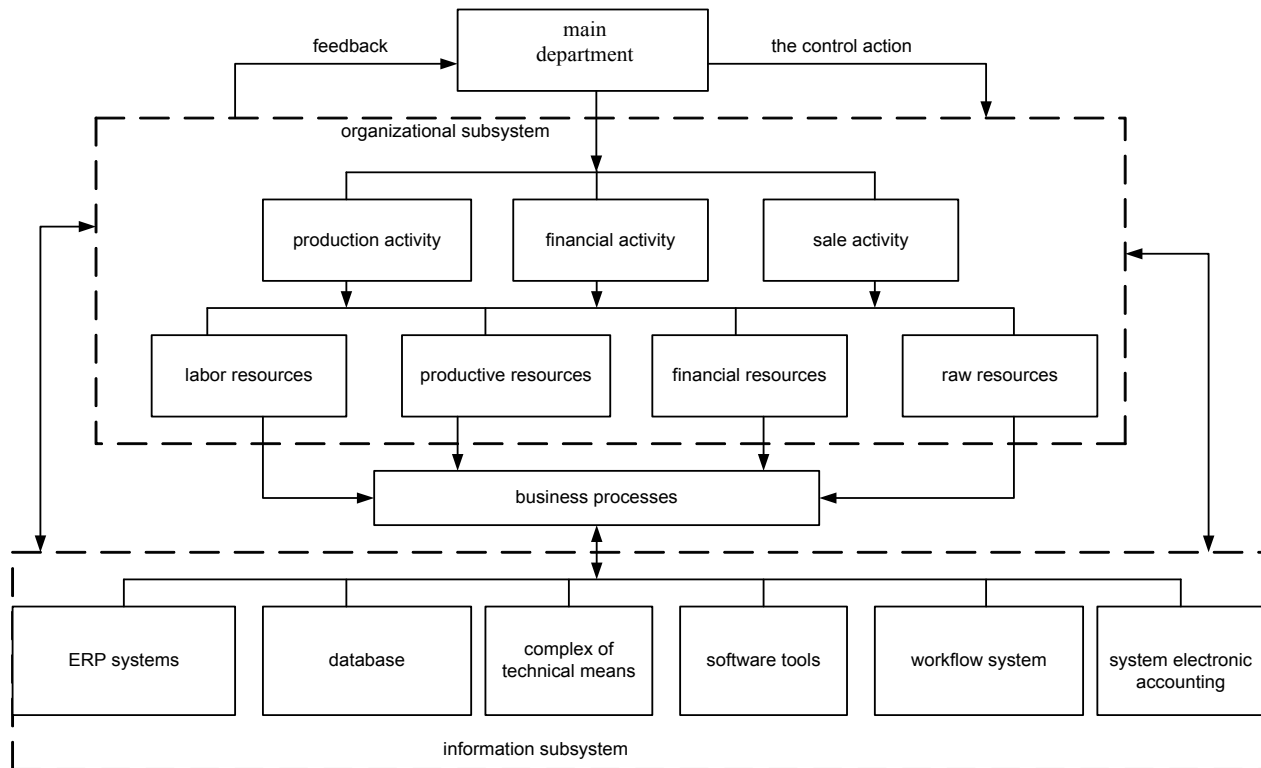 main
department
feedback
the control action
organizational subsystem
production activity
financial activity
sale activity
labor resources
productive resources
financial resources
raw resources
business processes
ERP systems
database
complex of
technical means
software tools
workflow system
system electronic
accounting
information subsystem